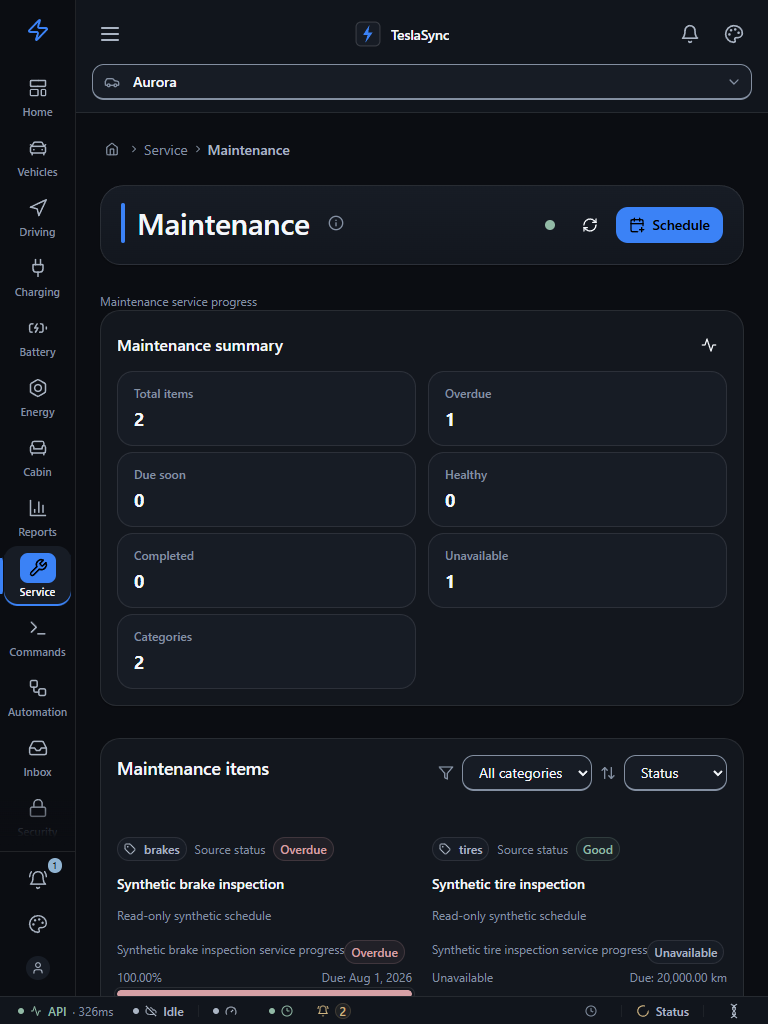 TeslaSync
Aurora
Home
Vehicles
Driving
Charging
Battery
Energy
Cabin
Reports
Service
Commands
Automation
Inbox
Security
1
Service
Maintenance
Maintenance
Schedule
Maintenance service progress
Maintenance summary
Total items
2
Overdue
1
Due soon
0
Healthy
0
Completed
0
Unavailable
1
Categories
2
Maintenance items
All categories
Status
brakes Source status Overdue
Synthetic brake inspection
Read-only synthetic schedule
Synthetic brake inspection service progress Overdue
100.00% Due: Aug 1, 2026
tires Source status Good
Synthetic tire inspection
Read-only synthetic schedule
Synthetic tire inspection service progress Unavailable
Unavailable Due: 20,000.00 km
API · 326ms Idle 2 Status